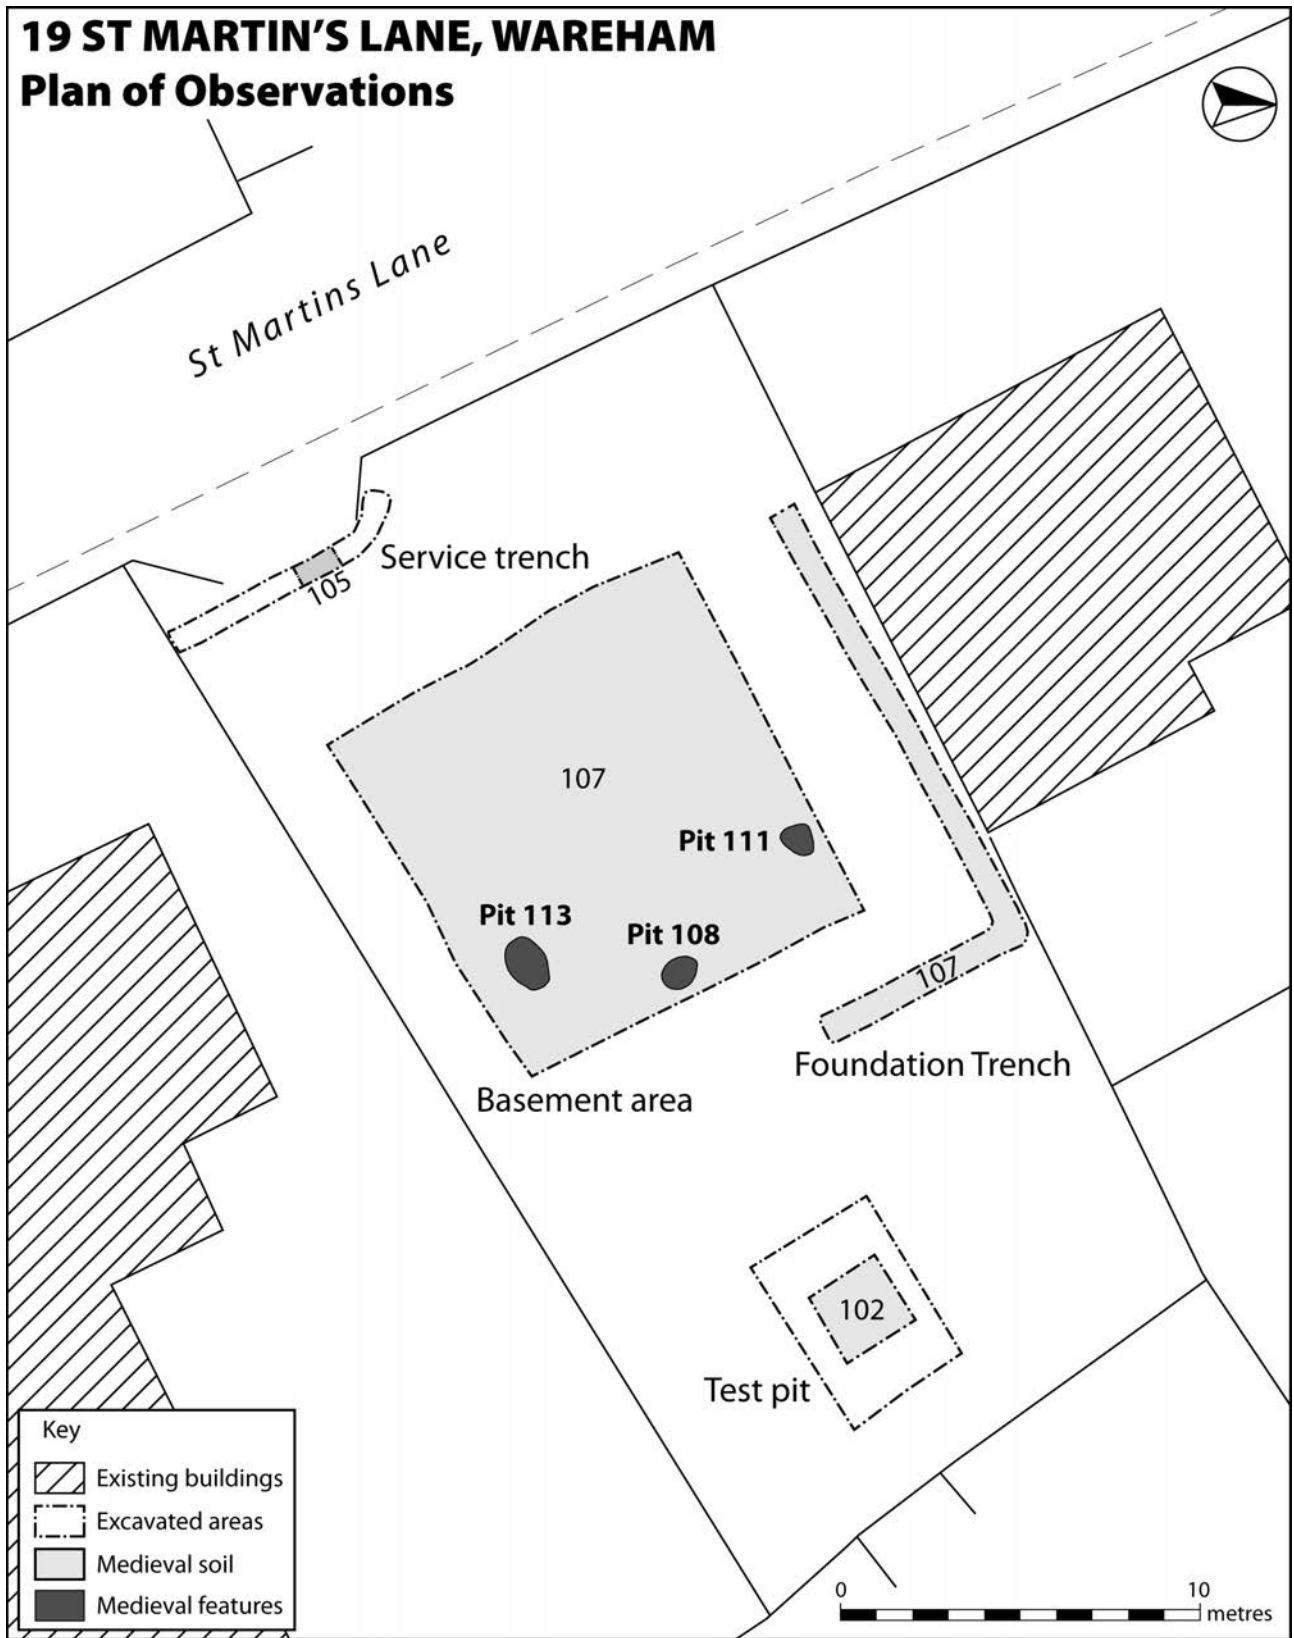 19 ST MARTIN’S LANE, WAREHAM
Plan of Observations
St Martins Lane
Service trench
105
107
Pit 111
Pit 113
Pit 108
107
Foundation Trench
Basement area
102
Test pit
Key
Existing buildings
Excavated areas
Medieval soil
Medieval features
0 10
metres